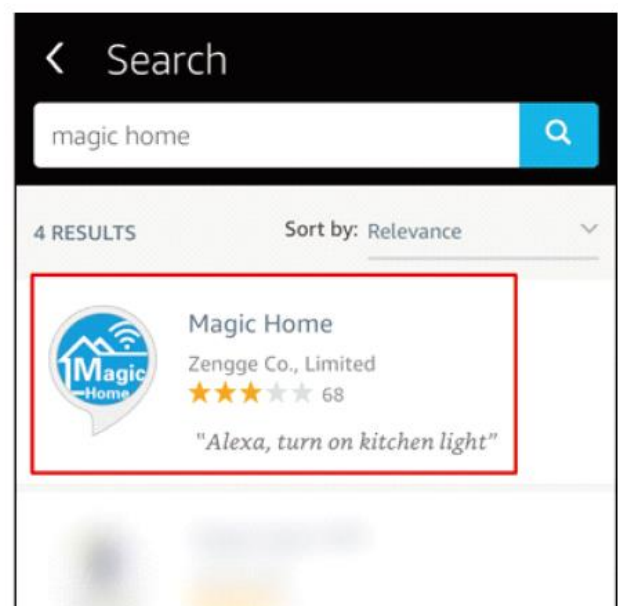 Search
magic home
4 RESULTS Sort by: Relevance
Magic Home
Zengge Co., Limited
68
"Alexa, turn on kitchen light"
Magic
Home